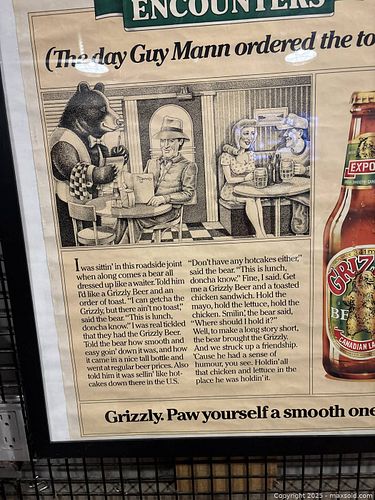 ENCOUNTERS
(The day Guy Mann ordered the to
I was sittin' in this roadside joint
when along comes a bear all
dressed up like a waiter. Told him
I'd like a Grizzly Beer and an
order of toast. "I can getcha the
Grizzly, but there ain't no toast,"
said the bear. "This is lunch,
doncha know." I was real tickled
that they had the Grizzly Beer.
Told the bear how smooth and
easy goin' down it was, and how
it came in a nice tall bottle and
went at regular beer prices. Also
told him it was sellin' like hot-
cakes down there in the U.S.
"Don't have any hotcakes either,"
said the bear. "This is lunch,
doncha know." Fine, I said. Get
me a Grizzly Beer and a toasted
chicken sandwich. Hold the
mayo, hold the lettuce, hold the
chicken. Smilin', the bear said,
"Where should I hold it?"
Well, to make a long story short,
the bear brought the Grizzly.
And we struck up a friendship.
'Cause he had a sense of
humour, you see. Holdin' all
that chicken and lettuce in the
place he was holdin' it.
EXPO
GRIZ
BE
CANADIAN LA
Grizzly. Paw yourself a smooth one
Copyright 2025 - maxsold.com